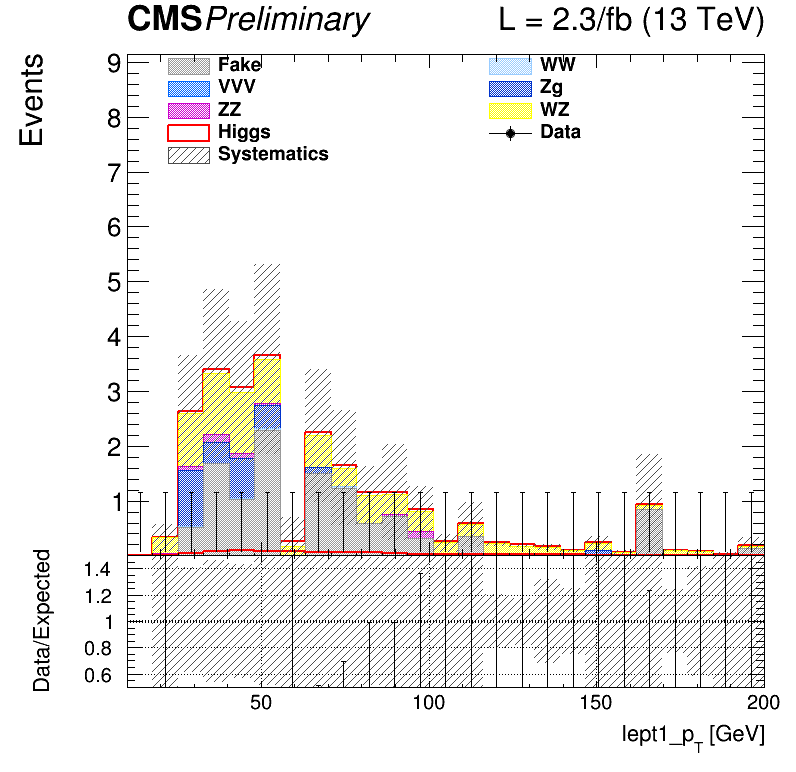 CMS Preliminary L = 2.3/fb (13 TeV)
Events
9
8
7
6
5
4
3
2
1
Fake
VVV
ZZ
Higgs
Systematics
WW
Zg
WZ
Data
Data/Expected
1.4
1.2
1
0.8
0.6
50 100 150 200
lept1_pT [GeV]